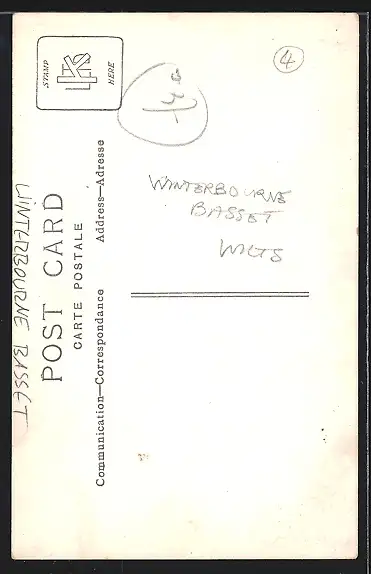 STAMP
HERE
4
WINTERBOURNE
BASSET
WILTS
POST CARD
CARTE POSTALE
Address—Adresse
Communication—Correspondance
WINTERBOURNE BASSET